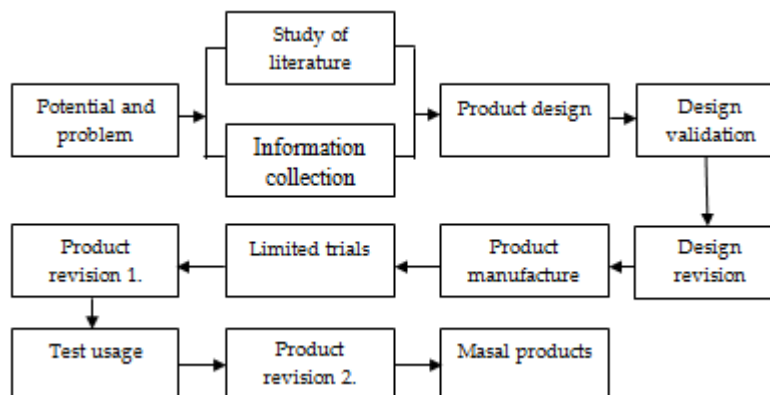 Study of
literature
Potential and
problem
Information
collection
Product design
Design
validation
Product
revision 1.
Limited trials
Product
manufacture
Design
revision
Test usage
Product
revision 2.
Masal products